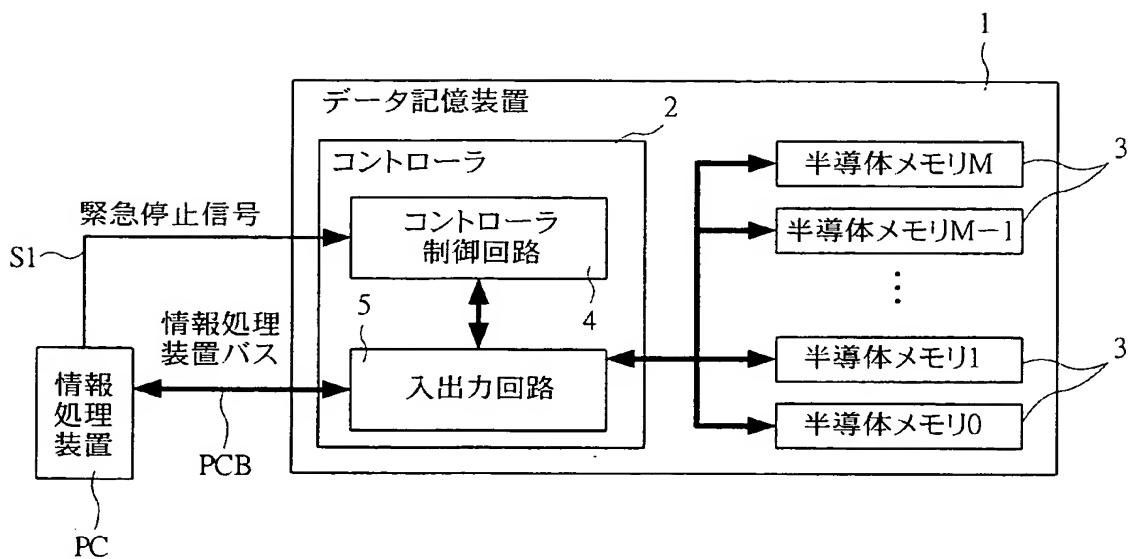 1
データ記憶装置
2
コントローラ
半導体メモリM
3
緊急停止信号
コントローラ
制御回路
半導体メモリM－1
S1
4
⋮
5
情報処理
装置バス
半導体メモリ1
3
情報
処理
装置
入出力回路
半導体メモリ0
PCB
PC